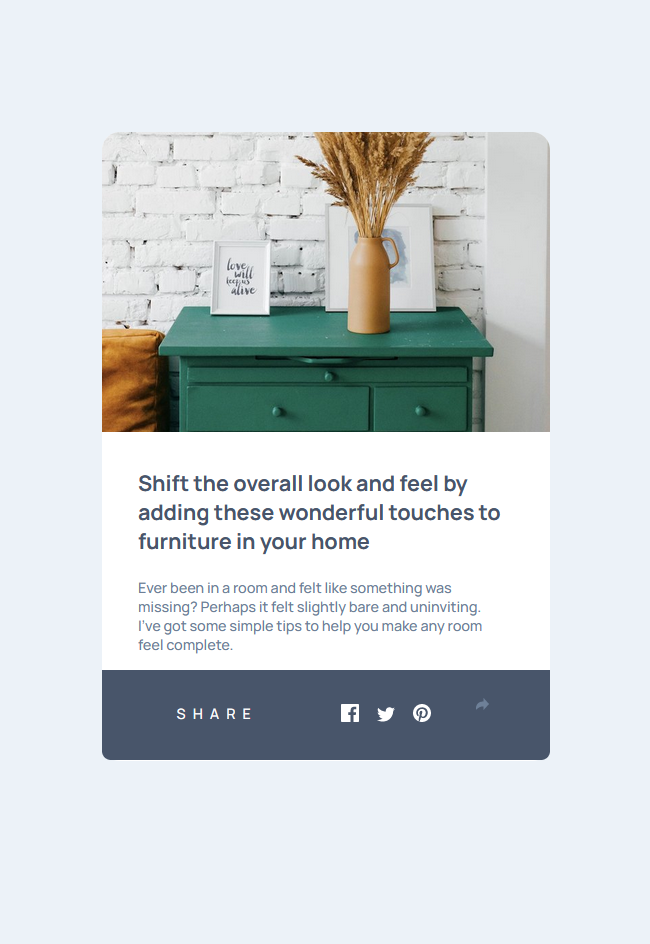 love
will
keep us
alive
Shift the overall look and feel by
adding these wonderful touches to
furniture in your home
Ever been in a room and felt like something was
missing? Perhaps it felt slightly bare and uninviting.
I've got some simple tips to help you make any room
feel complete.
SHARE